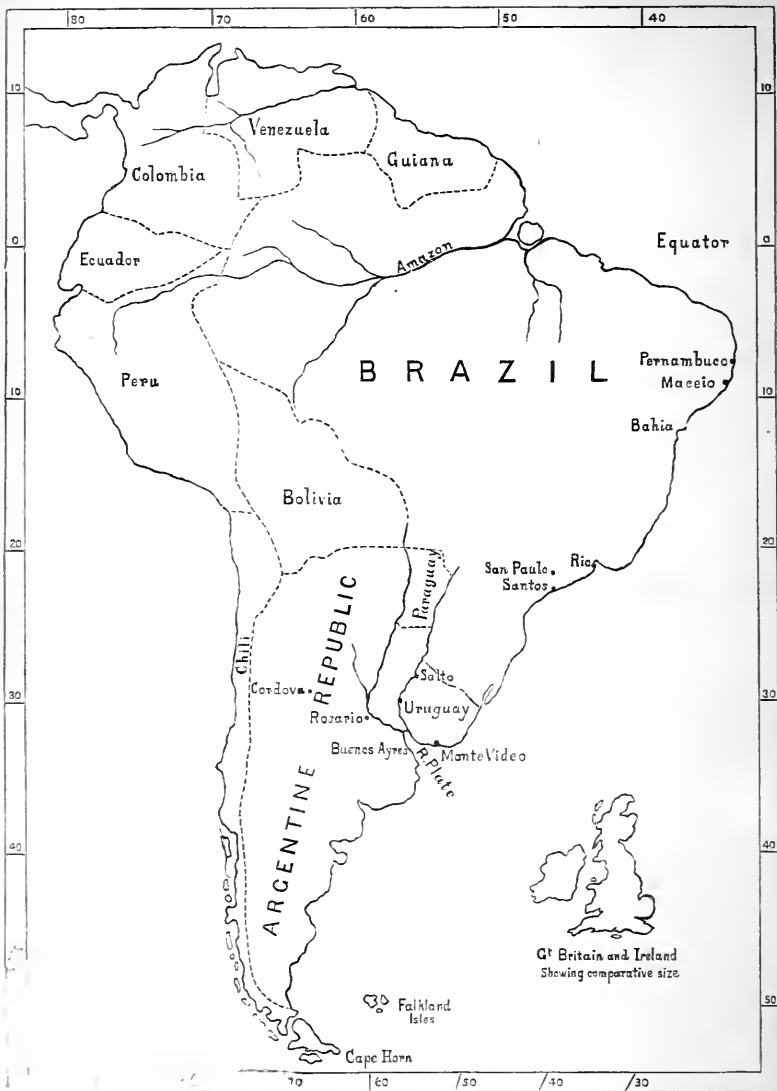 80 70 60 50 40
10 10
Venezuela
Guiana
Colombia
0 Amazon Equator 0
Ecuador
BRAZIL
Pernambuco
Peru
Maceio
10 10
Bahia
Bolivia
20 20
Rio
San Paulo
Santos
Paraguay
REPUBLIC
Chili
Salto
Cordova
30 Uruguay 30
Rosario
Buenos Ayres
Monte Video
R. Plate
ARGENTINE
40 40
Gt Britain and Ireland
Showing comparative size
50
Falkland
Isles
Cape Horn
70 60 50 40 30